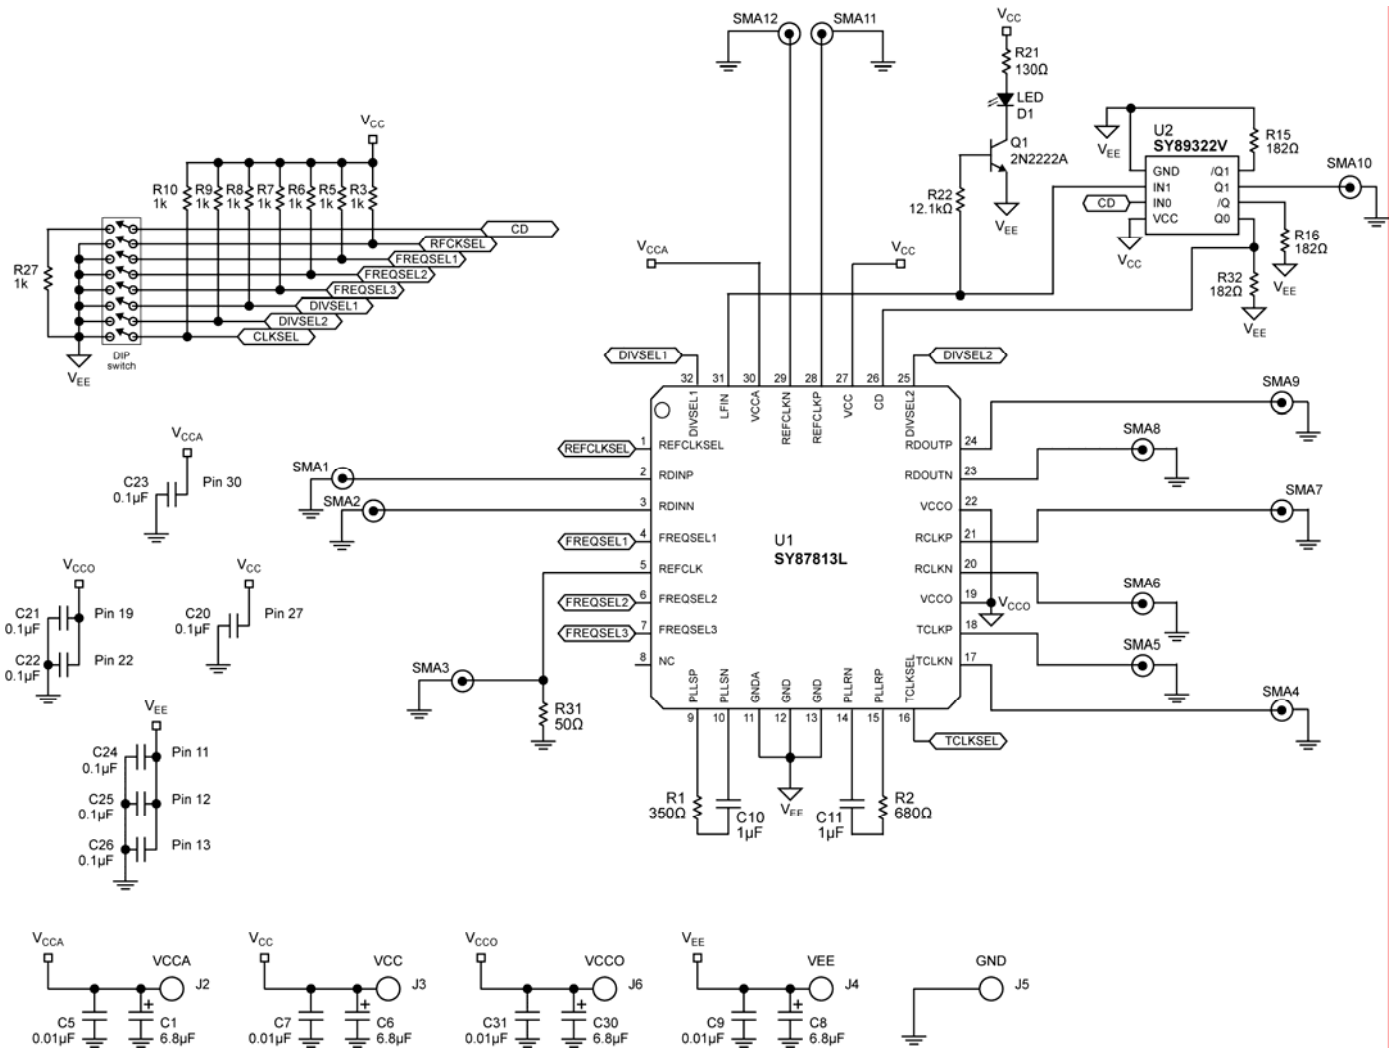 SMA12
SMA11
VCC
R21
130Ω
LED
D1
Q1
2N2222A
R22
12.1kΩ
VEE
VEE
U2
SY89322V
R15
182Ω
SMA10
GND /Q1
IN1 Q1
IN0 /Q
VCC Q0
CD
VCC
R16
182Ω
VEE
R32
182Ω
VEE
VCC
R10 R9 R8 R7 R6 R5 R3
1k 1k 1k 1k 1k 1k 1k
CD
RFCKSEL
FREQSEL1
FREQSEL2
FREQSEL3
DIVSEL1
DIVSEL2
CLKSEL
R27
1k
VEE
DIP
switch
VCCA
VCC
DIVSEL1
DIVSEL2
32 31 30 29 28 27 26 25
DIVSEL1 LFIN VCCA REFCLKN REFCLKP VCC CD DIVSEL2
REFCLKSEL 1 REFCLKSEL
SMA1 2 RDINP
SMA2 3 RDINN
FREQSEL1 4 FREQSEL1
5 REFCLK
FREQSEL2 6 FREQSEL2
FREQSEL3 7 FREQSEL3
8 NC
U1
SY87813L
RDOUTP 24 SMA9
RDOUTN 23 SMA8
VCCO 22
RCLKP 21 SMA7
RCLKN 20 SMA6
VCCO 19 VCCO
TCLKP 18 SMA5
TCLKN 17 SMA4
PLLSP PLLSN GNDA GND GND PLLRN PLLRP TCLKSEL
9 10 11 12 13 14 15 16
TCLKSEL
SMA3
R31
50Ω
R1
350Ω
C10
1µF
VEE
C11
1µF
R2
680Ω
VCCA
C23
0.1µF
Pin 30
VCCO
C21
0.1µF
Pin 19
C22
0.1µF
Pin 22
VCC
C20
0.1µF
Pin 27
VEE
C24
0.1µF
Pin 11
C25
0.1µF
Pin 12
C26
0.1µF
Pin 13
VCCA
VCCA
J2
C5
0.01µF
+
C1
6.8µF
VCC
VCC
J3
C7
0.01µF
+
C6
6.8µF
VCCO
VCCO
J6
C31
0.01µF
+
C30
6.8µF
VEE
VEE
J4
C9
0.01µF
+
C8
6.8µF
GND
J5